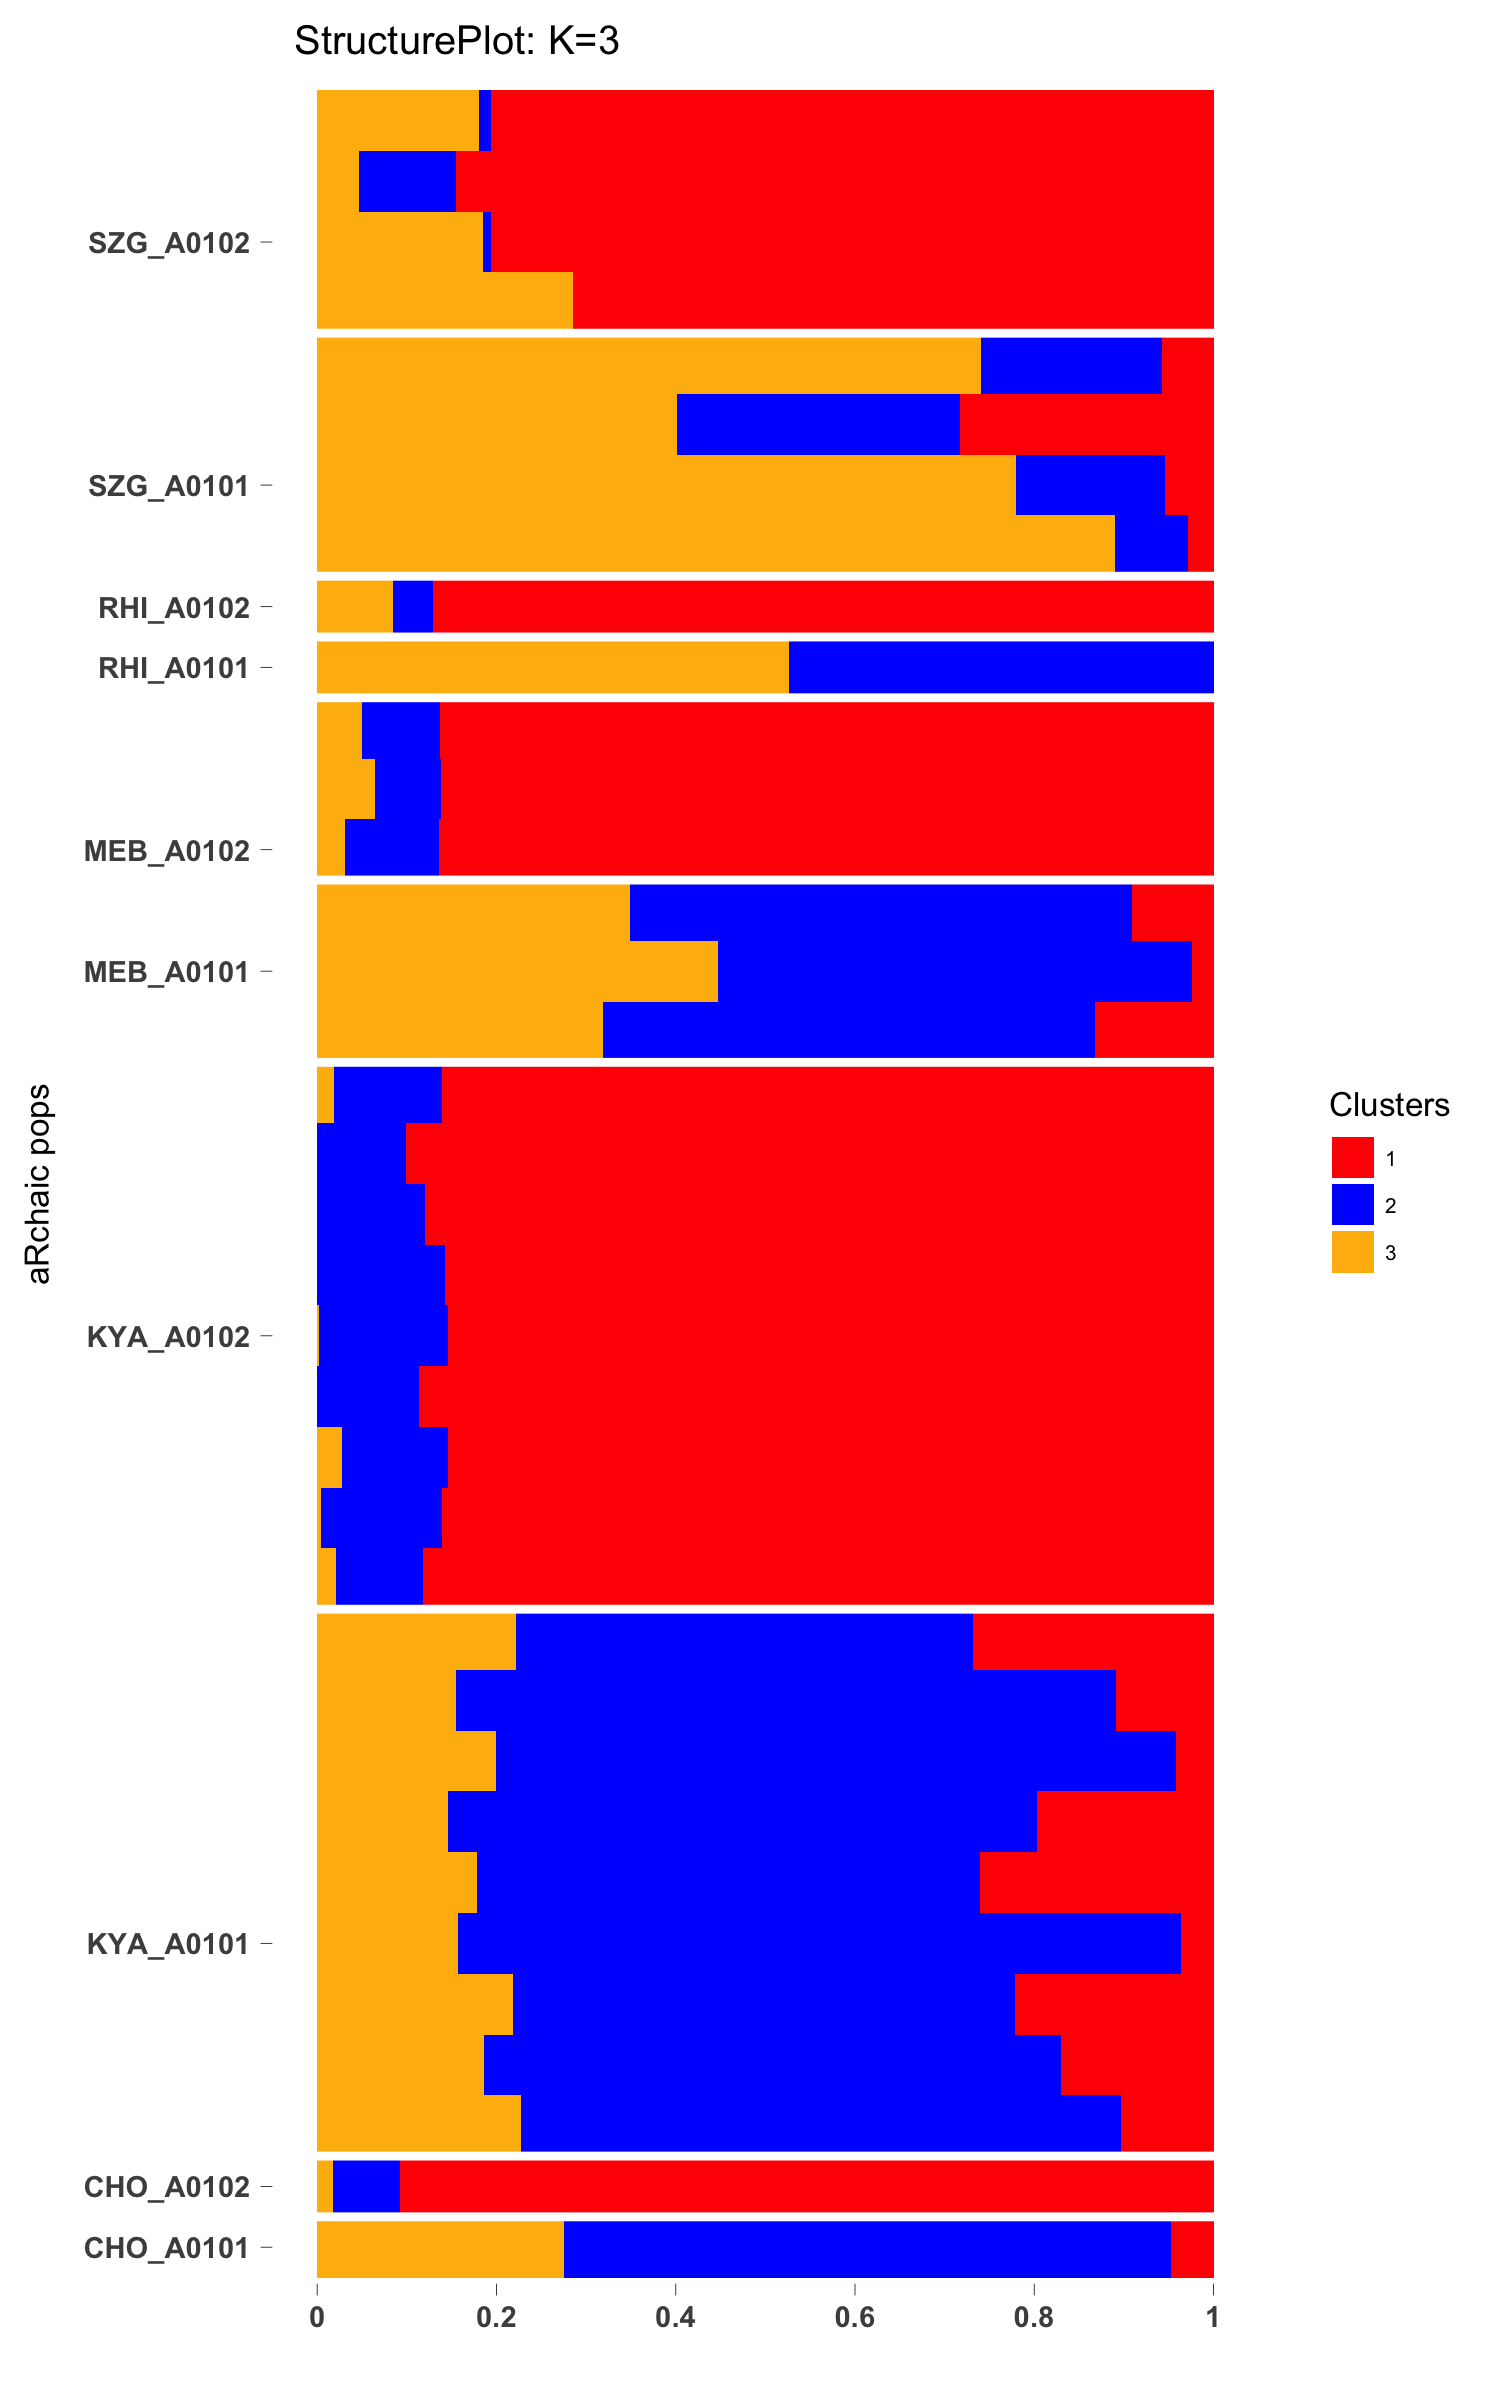 StructurePlot: K=3
SZG_A0102
SZG_A0101
RHI_A0102
RHI_A0101
MEB_A0102
MEB_A0101
KYA_A0102
KYA_A0101
CHO_A0102
CHO_A0101
aRchaic pops
0 0.2 0.4 0.6 0.8 1
Clusters
1
2
3